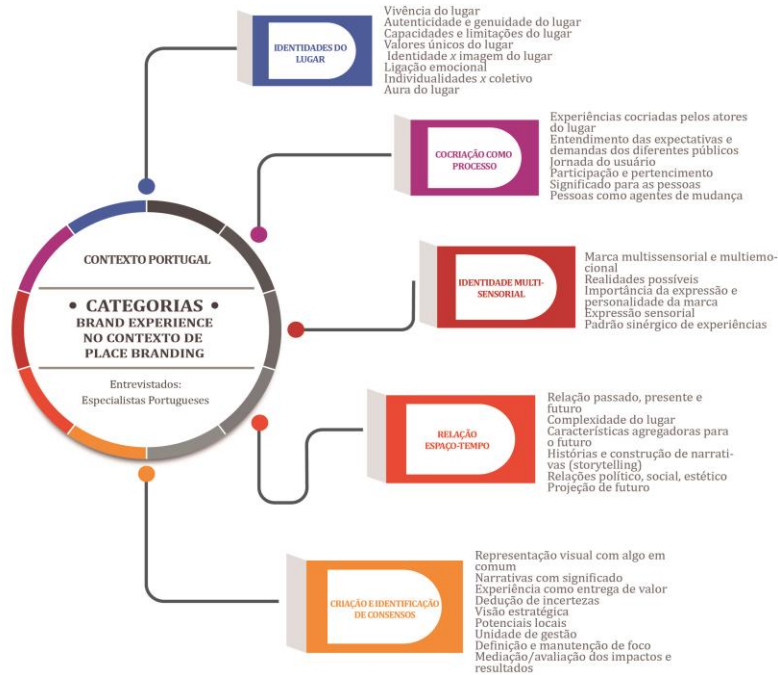 IDENTIDADES DO
LUGAR
Vivência do lugar
Autenticidade e genuidade do lugar
Capacidades e limitações do lugar
Valores únicos do lugar
Identidade x imagem do lugar
Ligação emocional
Individualidades x coletivo
Aura do lugar
COCRIAÇÃO COMO
PROCESSO
Experiências cocriadas pelos atores
do lugar
Entendimento das expectativas e
demandas dos diferentes públicos
Jornada do usuário
Participação e pertencimento
Significado para as pessoas
Pessoas como agentes de mudança
CONTEXTO PORTUGAL
• CATEGORIAS •
BRAND EXPERIENCE
NO CONTEXTO DE
PLACE BRANDING
Entrevistados:
Especialistas Portugueses
IDENTIDADE MULTI-
SENSORIAL
Marca multissensorial e multiemo-
cional
Realidades possíveis
Importância da expressão e
personalidade da marca
Expressão sensorial
Padrão sinérgico de experiências
RELAÇÃO
ESPAÇO-TEMPO
Relação passado, presente e
futuro
Complexidade do lugar
Características agregadoras para
o futuro
Histórias e construção de narrati-
vas (storytelling)
Relações político, social, estético
Projeção de futuro
CRIAÇÃO E IDENTIFICAÇÃO
DE CONSENSOS
Representação visual com algo em
comum
Narrativas com significado
Experiência como entrega de valor
Dedução de incertezas
Visão estratégica
Potenciais locais
Unidade de gestão
Definição e manutenção de foco
Mediação/avaliação dos impactos e
resultados